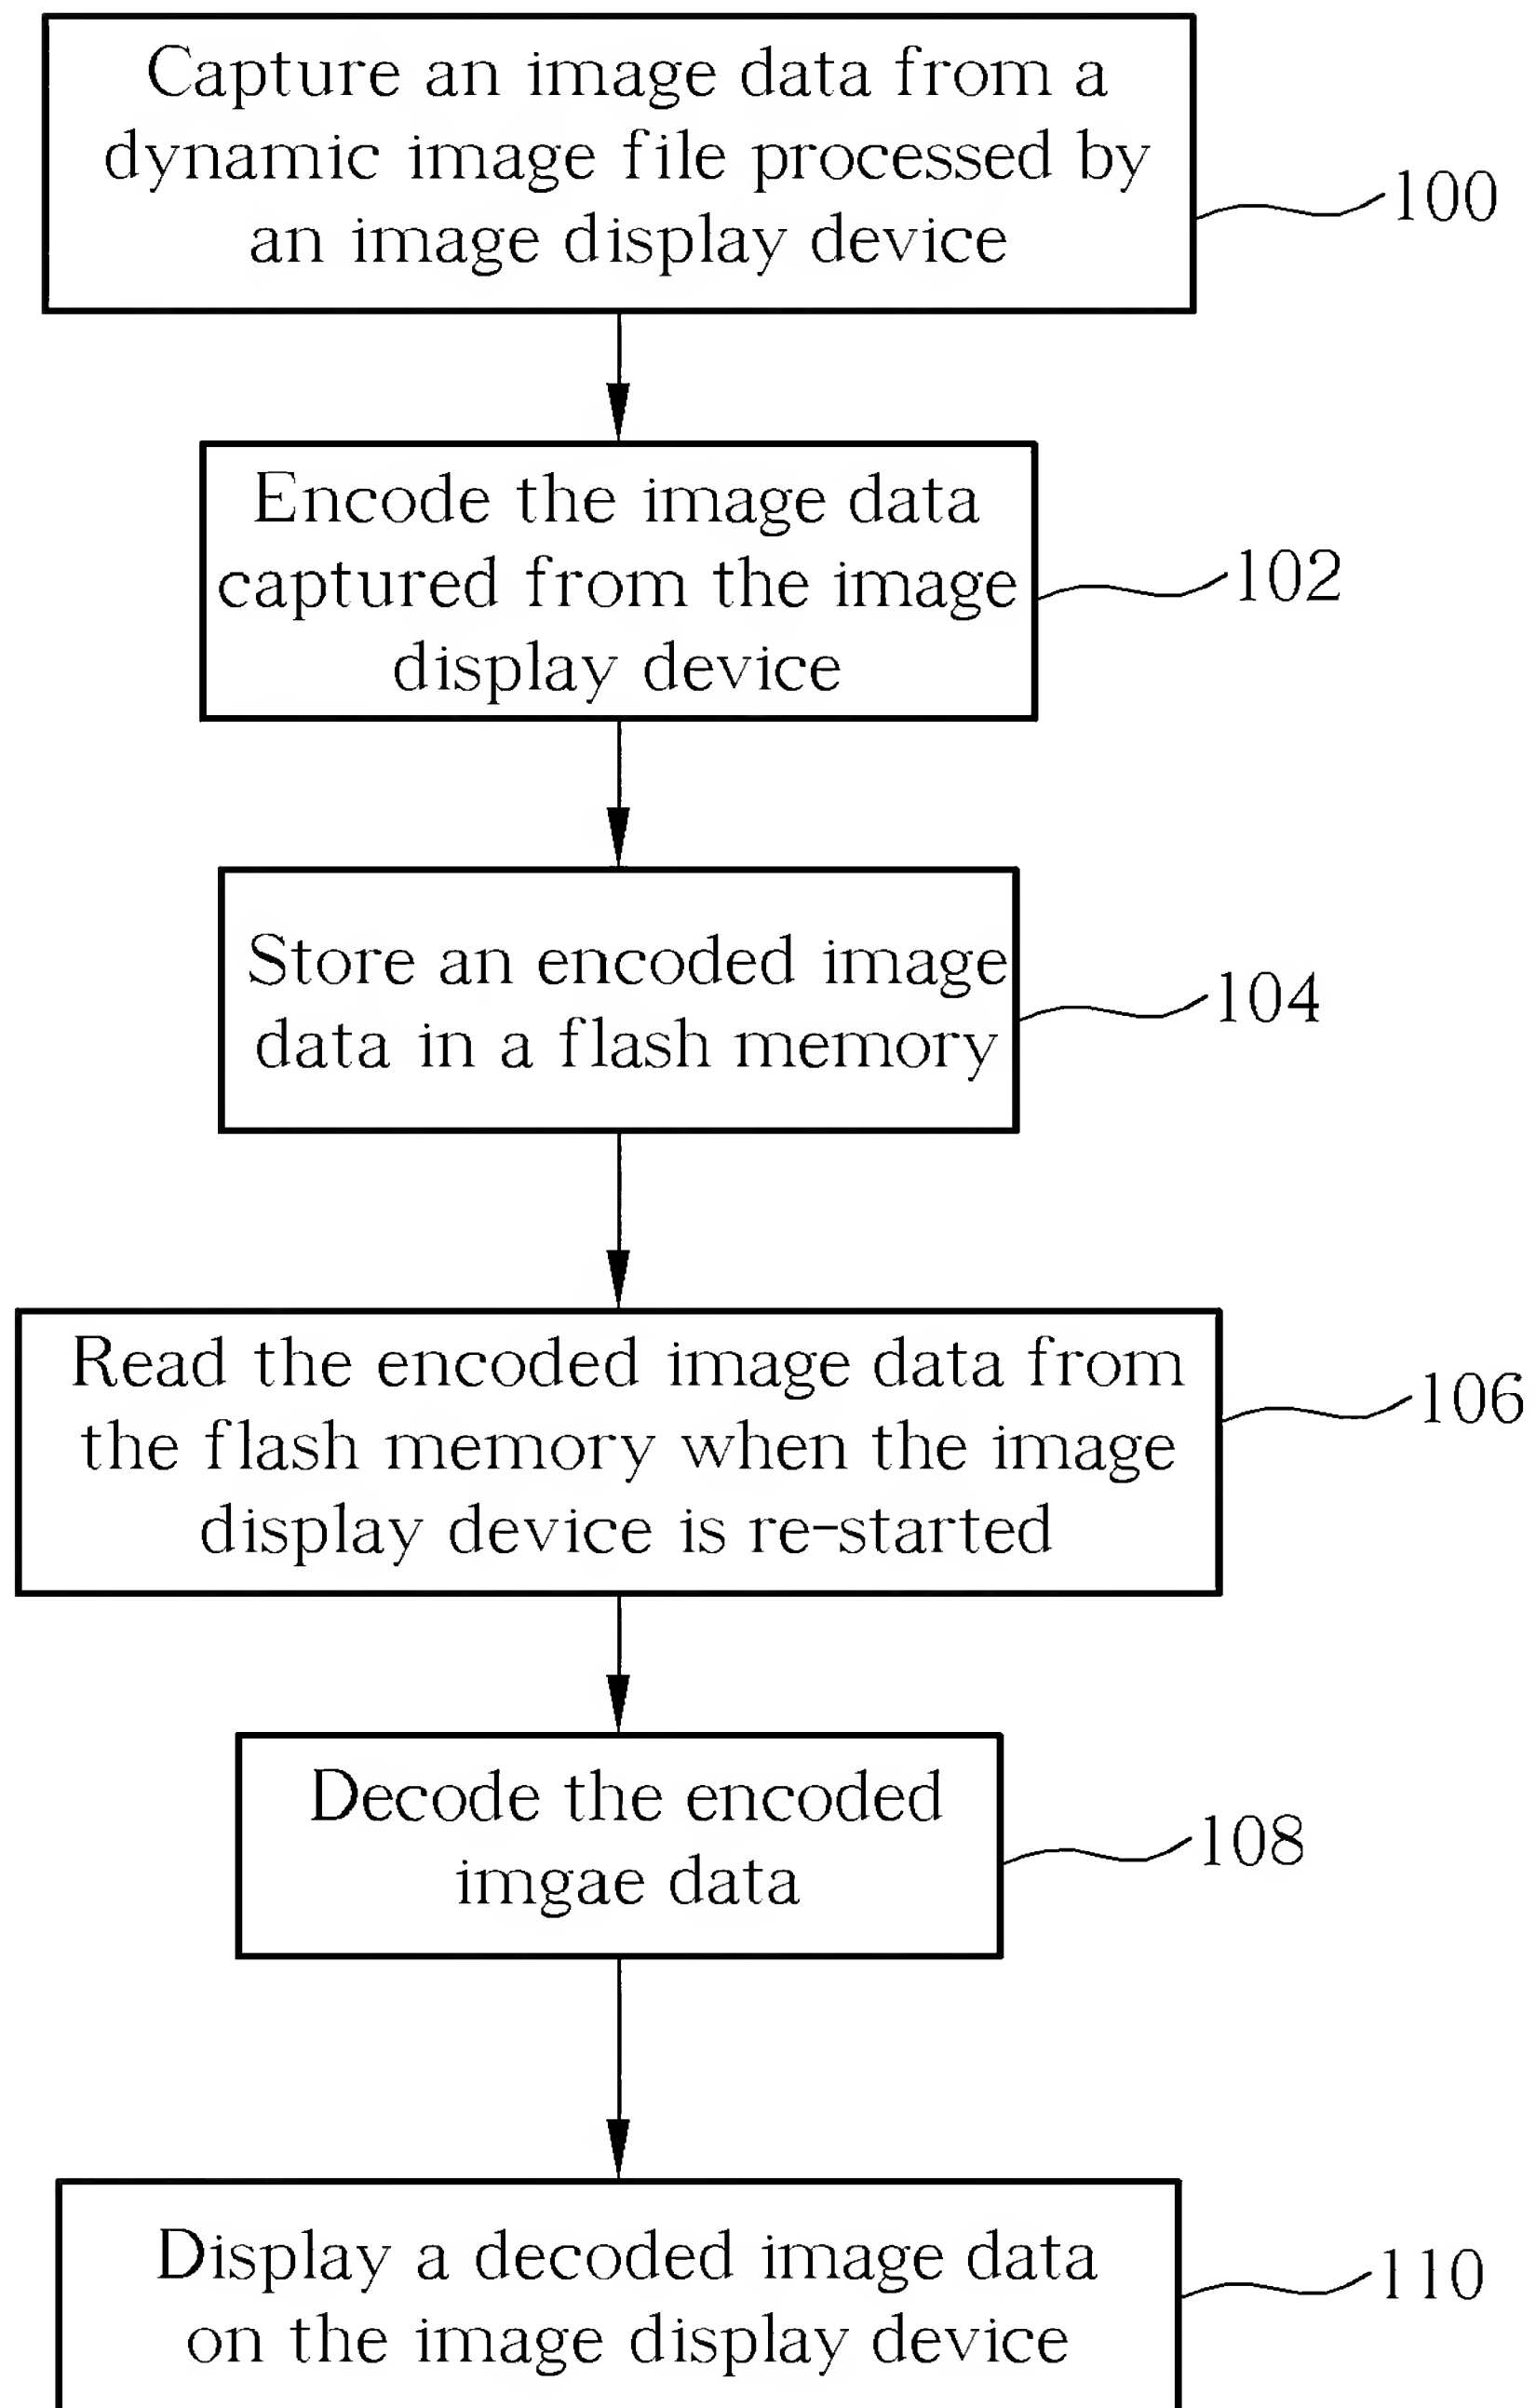 Capture an image data from a
dynamic image file processed by
an image display device
100
Encode the image data
captured from the image
display device
102
Store an encoded image
data in a flash memory
104
Read the encoded image data from
the flash memory when the image
display device is re-started
106
Decode the encoded
imgae data
108
Display a decoded image data
on the image display device
110